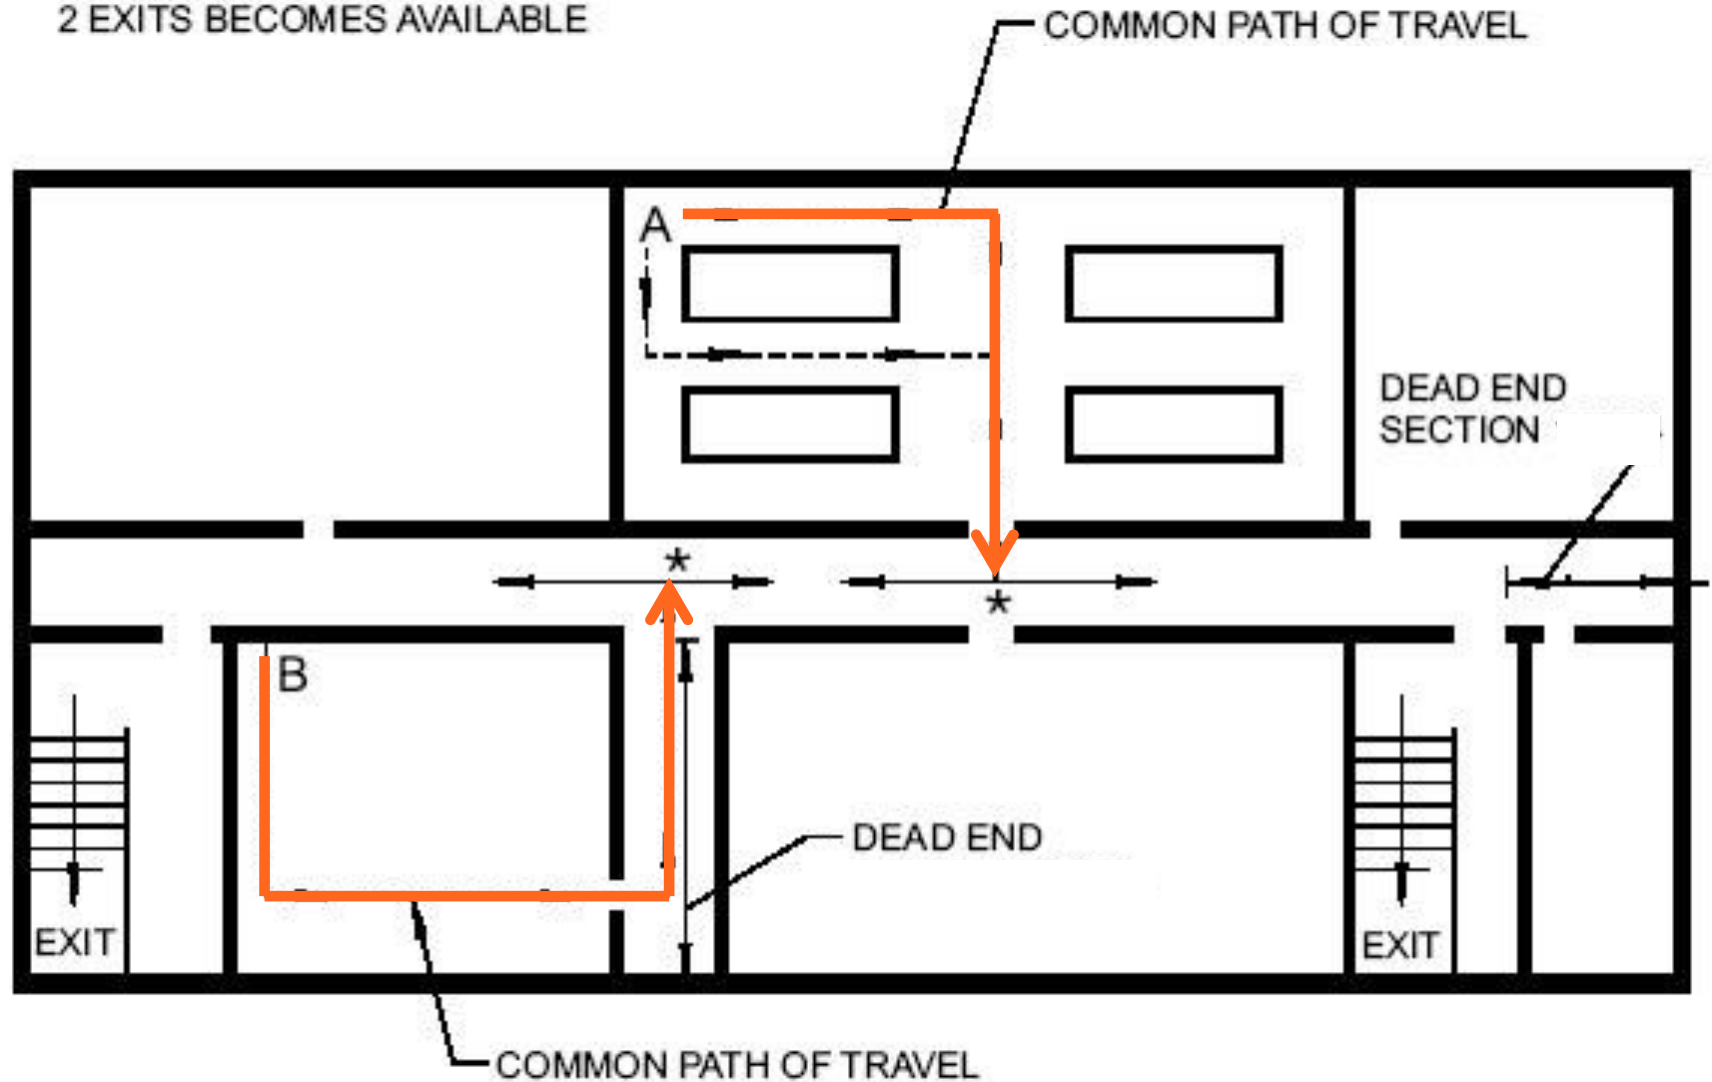 2 EXITS BECOMES AVAILABLE
COMMON PATH OF TRAVEL
A
DEAD END
SECTION
*
*
B
DEAD END
EXIT
EXIT
COMMON PATH OF TRAVEL